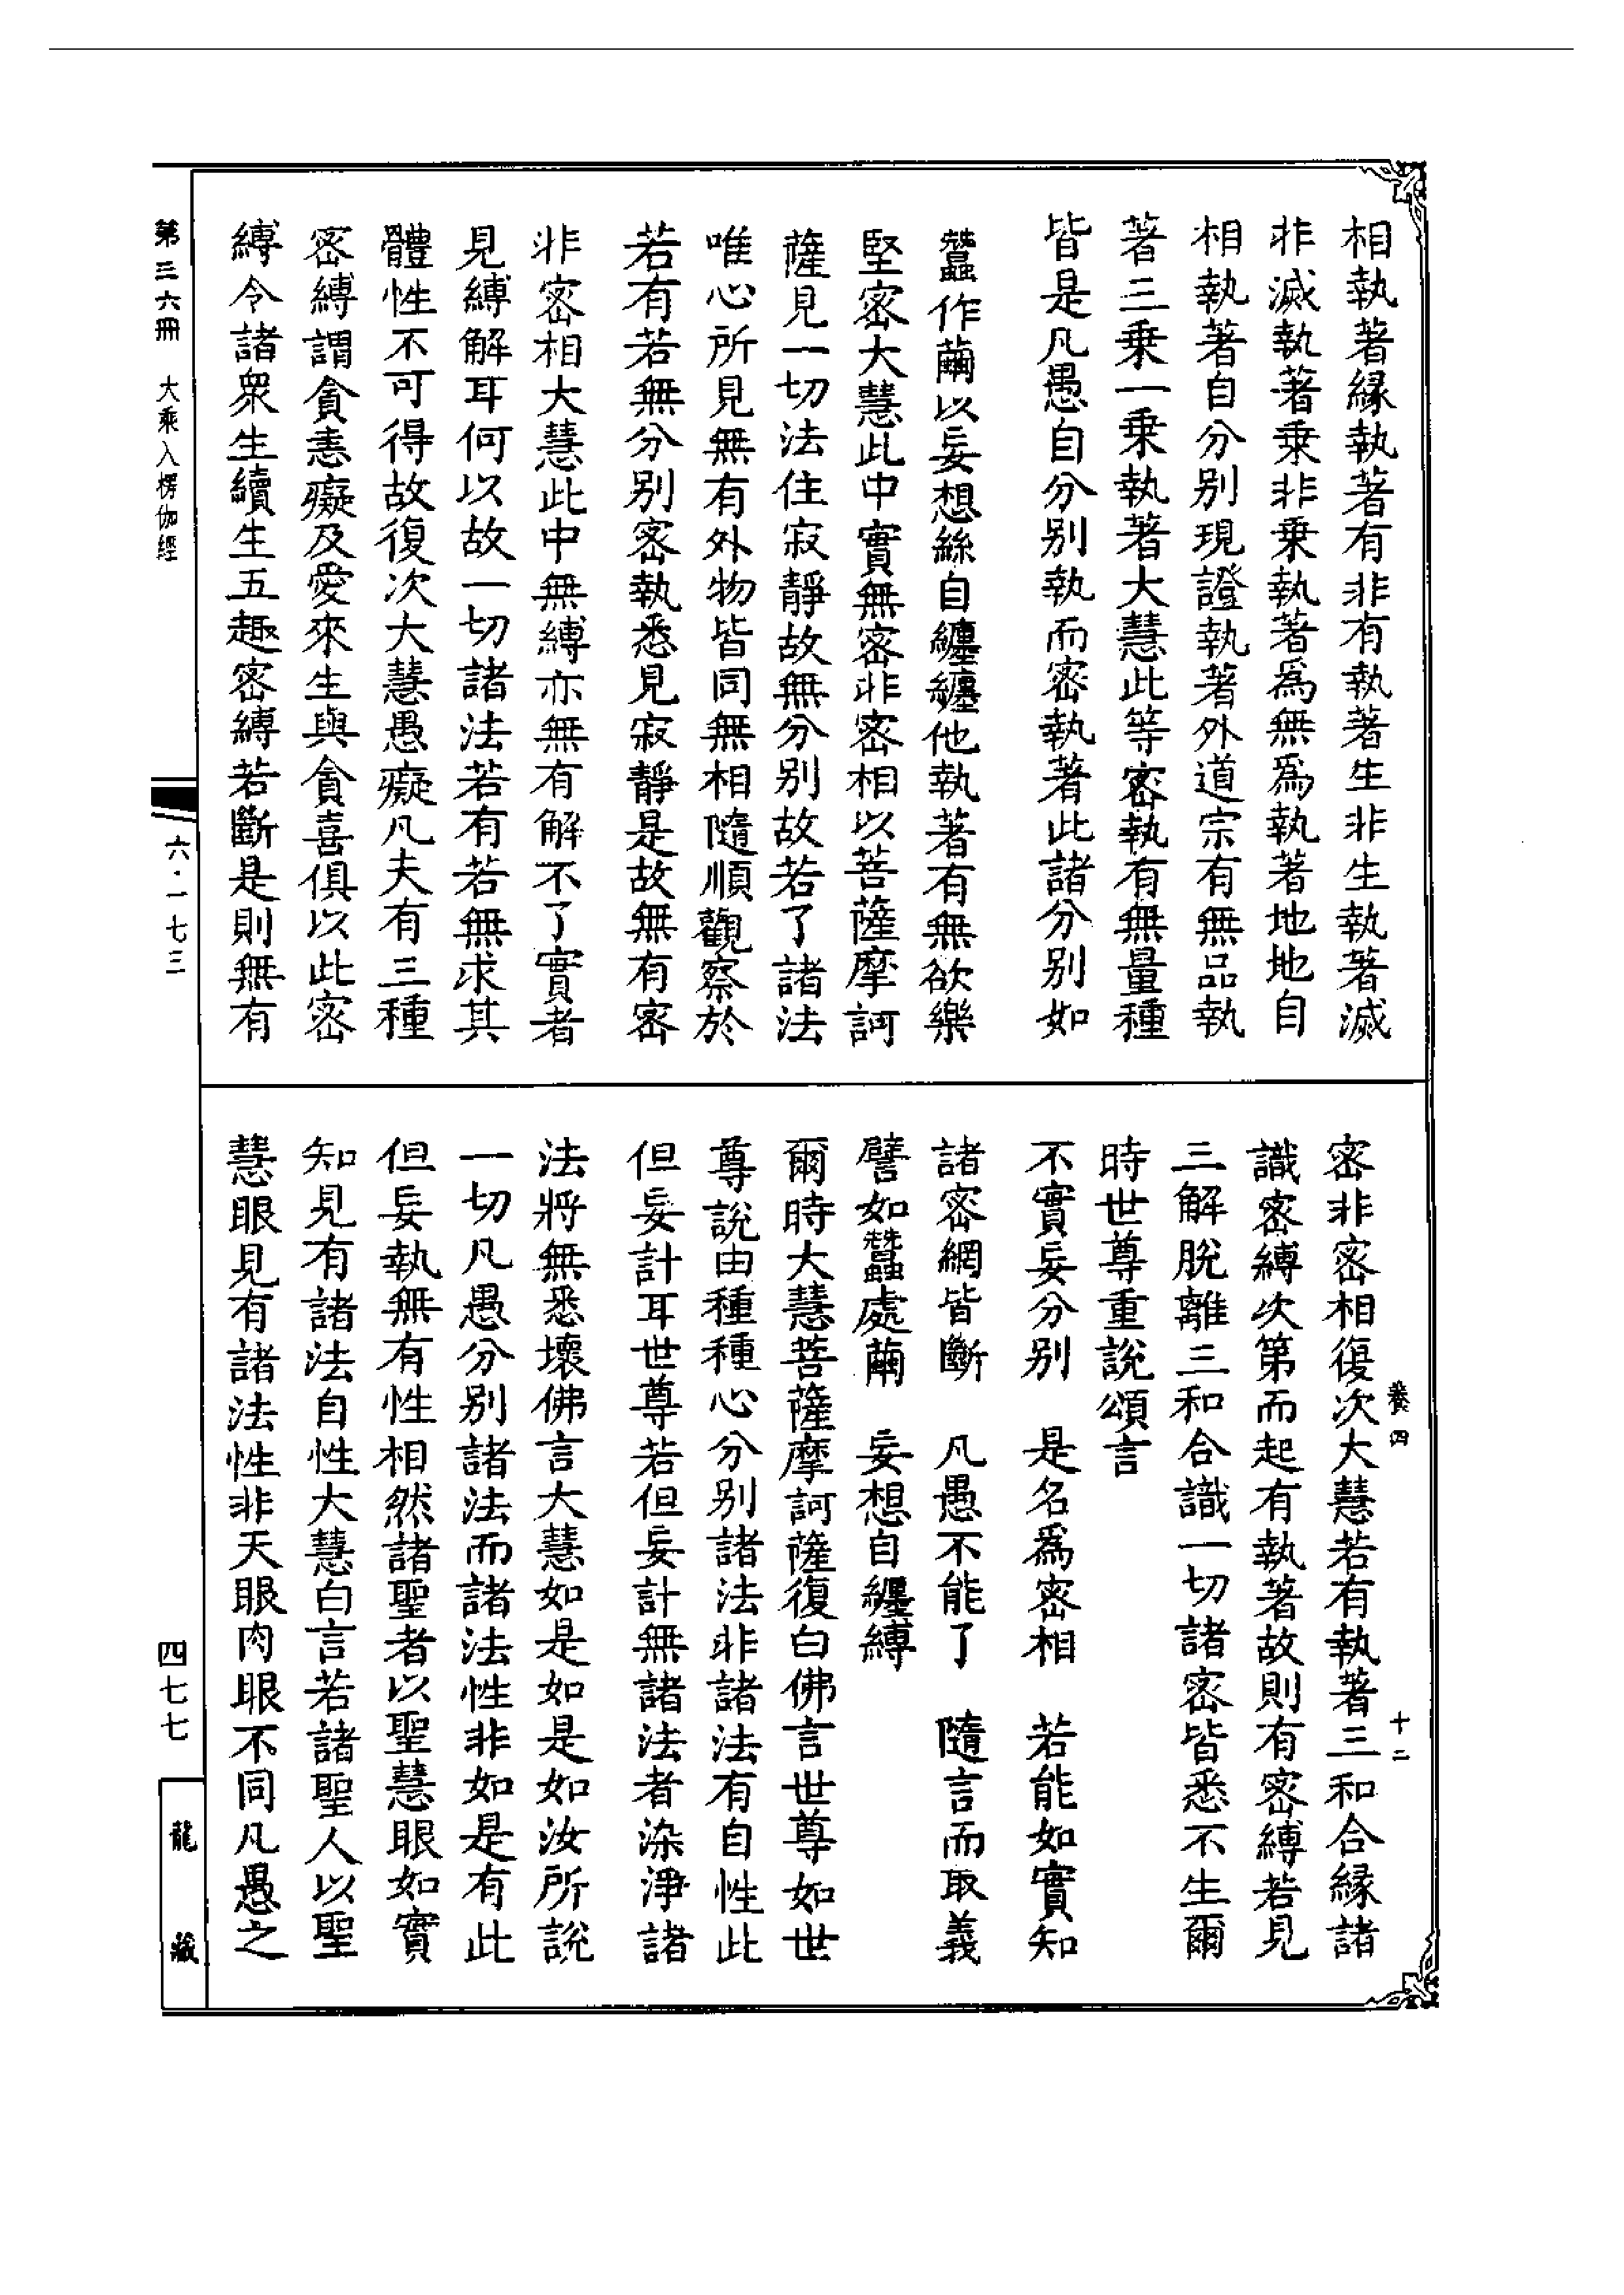 相執著縁執著有非有執著生非生執著滅
非滅執著乗非乗執著為無為執著地地自
相執著自分別現證執著外道宗有無品執
著三乗一乗執著大慧此等密執有無量種
皆是凡愚自分別執而密執著此諸分別如
蠶作繭以妄想絲自纏纏他執著有無欲樂
堅密大慧此中實無密非密相以菩薩摩訶
薩見一切法住寂靜故無分別故若了諸法
唯心所見無有外物皆同無相隨順觀察於
若有若無分別密執悉見寂靜是故無有密
非密相大慧此中無縛亦無有解不了實者
見縛解耳何以故一切諸法若有若無求其
體性不可得故復次大慧愚癡凡夫有三種
密縛謂貪恚癡及愛來生與貪喜俱以此密
縛令諸衆生續生五趣密縛若斷是則無有
密非密相復次大慧若有執著三和合縁諸
識密縛次第而起有執著故則有密縛若見
三解脫離三和合識一切諸密皆悉不生爾
時世尊重說頌言
不實妄分別　是名為密相　若能如實知
諸密網皆斷　凡愚不能了　隨言而取義
譬如蠶處繭　妄想自纏縛
爾時大慧菩薩摩訶薩復白佛言世尊如世
尊說由種種心分別諸法非諸法有自性此
但妄計耳世尊若但妄計無諸法者染淨諸
法將無悉壞佛言大慧如是如是如汝所說
一切凡愚分別諸法而諸法性非如是有此
但妄執無有性相然諸聖者以聖慧眼如實
知見有諸法自性大慧白言若諸聖人以聖
慧眼見有諸法性非天眼肉眼不同凡愚之
卷四
十二
第三六冊　大乘入楞伽經
六·一七三
四七七
龍藏